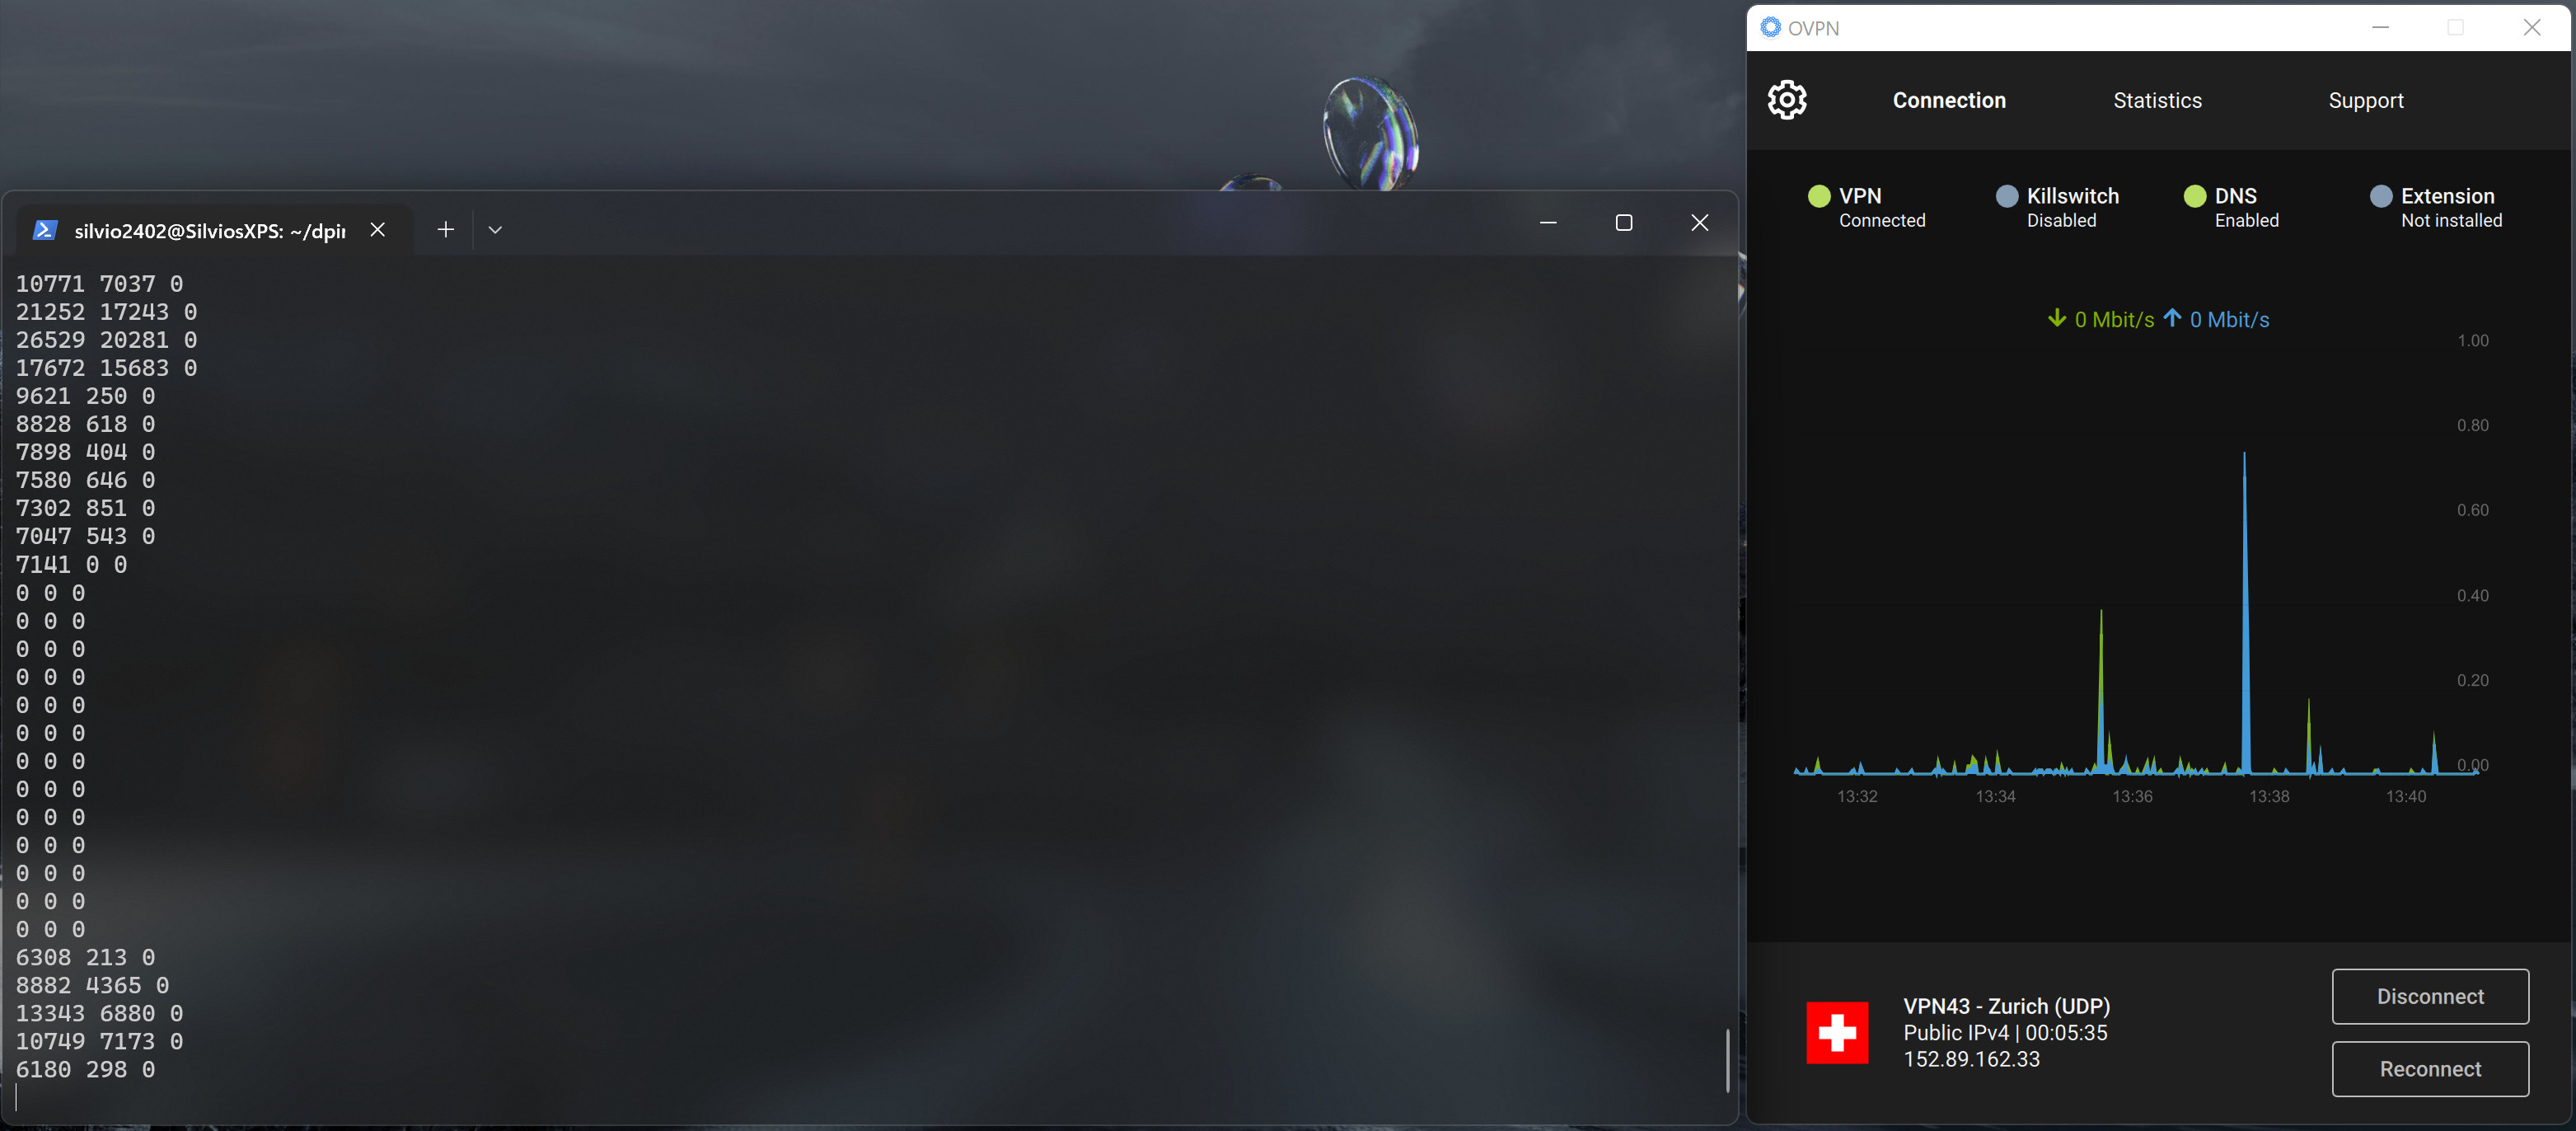 silvio2402@SilviosXPS: ~/dpi
10771 7037 0
21252 17243 0
26529 20281 0
17672 15683 0
9621 250 0
8828 618 0
7898 404 0
7580 646 0
7302 851 0
7047 543 0
7141 0 0
0 0 0
0 0 0
0 0 0
0 0 0
0 0 0
0 0 0
0 0 0
0 0 0
0 0 0
0 0 0
0 0 0
0 0 0
0 0 0
6308 213 0
8882 4365 0
13343 6880 0
10749 7173 0
6180 298 0
OVPN
Connection Statistics Support
VPN Killswitch DNS Extension
Connected Disabled Enabled Not installed
0 Mbit/s 0 Mbit/s
1.00
0.80
0.60
0.40
0.20
0.00
13:32 13:34 13:36 13:38 13:40
VPN43 - Zurich (UDP)
Public IPv4 | 00:05:35
152.89.162.33
Disconnect
Reconnect